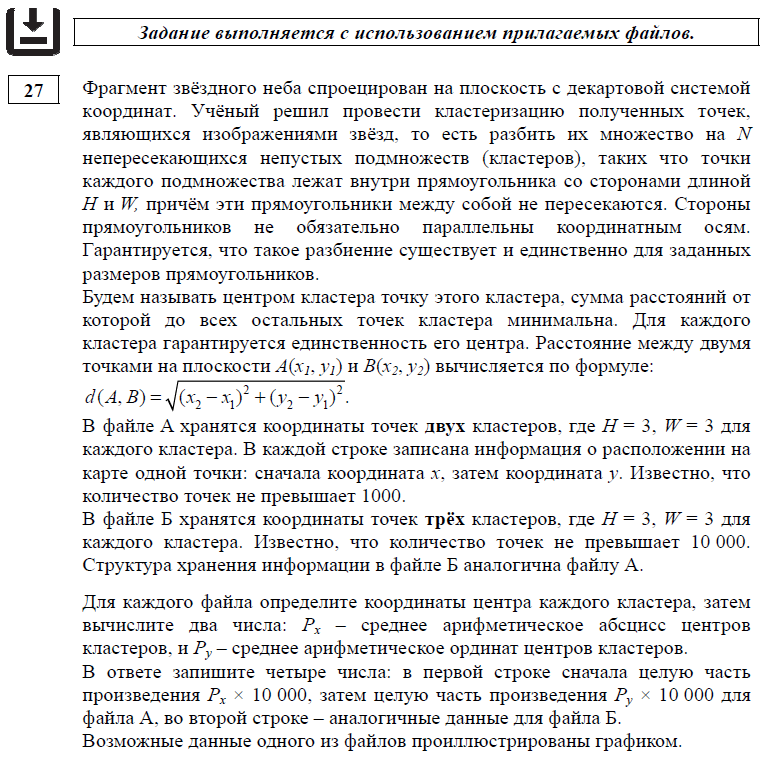 Задание выполняется с использованием прилагаемых файлов.
27
Фрагмент звёздного неба спроецирован на плоскость с декартовой системой
координат. Учёный решил провести кластеризацию полученных точек,
являющихся изображениями звёзд, то есть разбить их множество на N
непересекающихся непустых подмножеств (кластеров), таких что точки
каждого подмножества лежат внутри прямоугольника со сторонами длиной
H и W, причём эти прямоугольники между собой не пересекаются. Стороны
прямоугольников не обязательно параллельны координатным осям.
Гарантируется, что такое разбиение существует и единственно для заданных
размеров прямоугольников.
Будем называть центром кластера точку этого кластера, сумма расстояний от
которой до всех остальных точек кластера минимальна. Для каждого
кластера гарантируется единственность его центра. Расстояние между двумя
точками на плоскости A(x₁, y₁) и B(x₂, y₂) вычисляется по формуле:
d(A, B) = √((x₂ − x₁)² + (y₂ − y₁)²).
В файле А хранятся координаты точек двух кластеров, где H = 3, W = 3 для
каждого кластера. В каждой строке записана информация о расположении на
карте одной точки: сначала координата x, затем координата y. Известно, что
количество точек не превышает 1000.
В файле Б хранятся координаты точек трёх кластеров, где H = 3, W = 3 для
каждого кластера. Известно, что количество точек не превышает 10 000.
Структура хранения информации в файле Б аналогична файлу А.
Для каждого файла определите координаты центра каждого кластера, затем
вычислите два числа: Pₓ – среднее арифметическое абсцисс центров
кластеров, и Py – среднее арифметическое ординат центров кластеров.
В ответе запишите четыре числа: в первой строке сначала целую часть
произведения Pₓ × 10 000, затем целую часть произведения Py × 10 000 для
файла А, во второй строке – аналогичные данные для файла Б.
Возможные данные одного из файлов проиллюстрированы графиком.